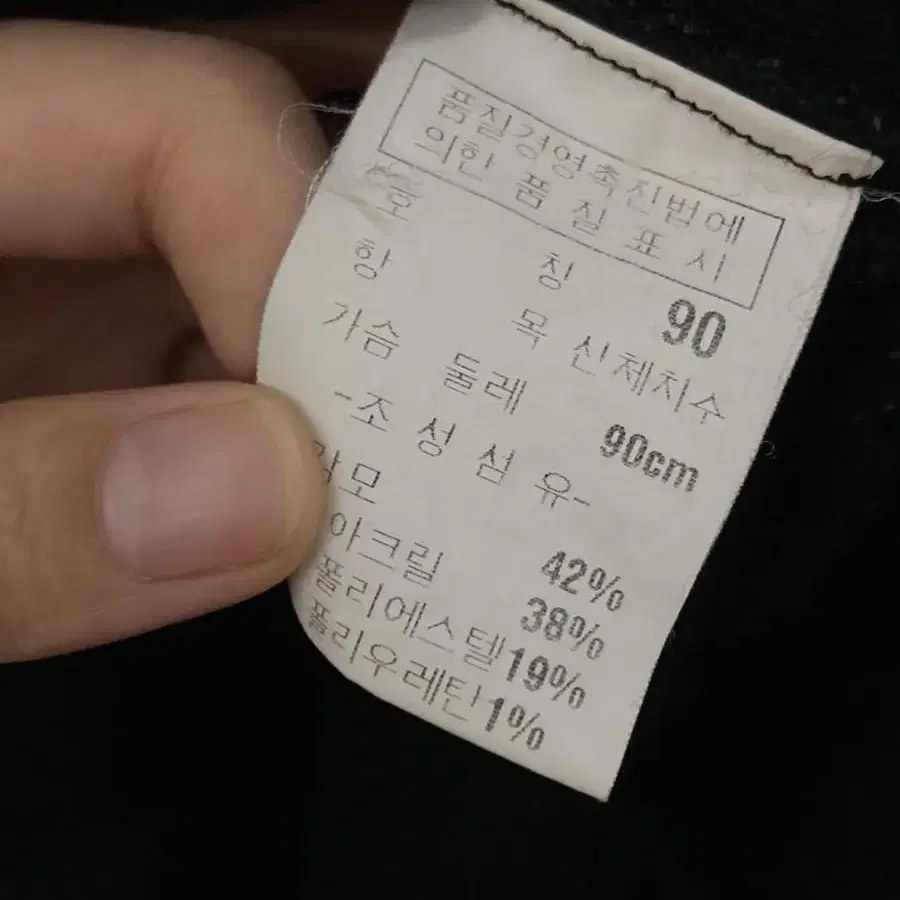 품질경영촉진법에
의한 품 질 표 시
호 칭 90
항 목 신체치수
가슴 둘레 90cm
-조 성 섬 유-
모 42%
아크릴 38%
폴리에스텔 19%
폴리우레탄 1%